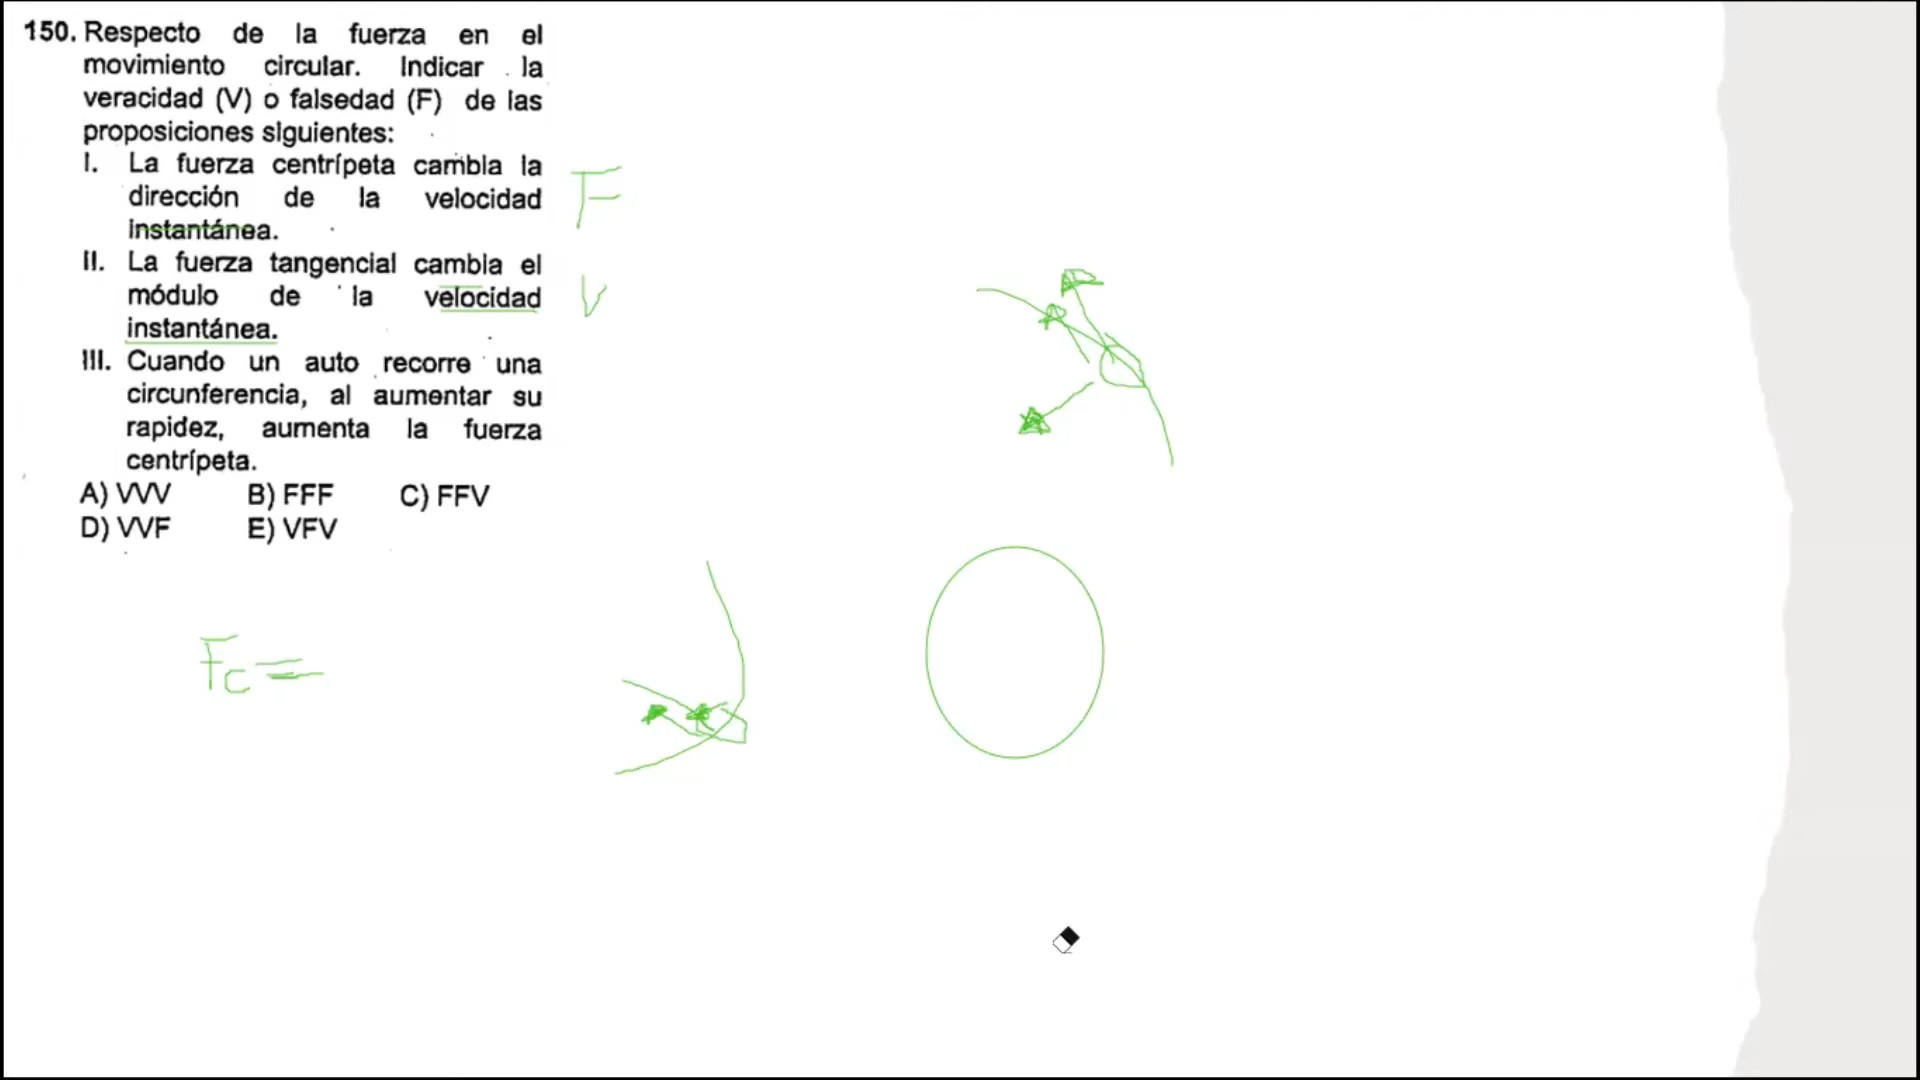 150. Respecto de la fuerza en el
movimiento circular. Indicar la
veracidad (V) o falsedad (F) de las
proposiciones siguientes:
I. La fuerza centrípeta cambia la
dirección de la velocidad
instantánea.
F
II. La fuerza tangencial cambia el
módulo de la velocidad
instantánea.
V
III. Cuando un auto recorre una
circunferencia, al aumentar su
rapidez, aumenta la fuerza
centrípeta.
A) VVV B) FFF C) FFV
D) VVF E) VFV
Fc =